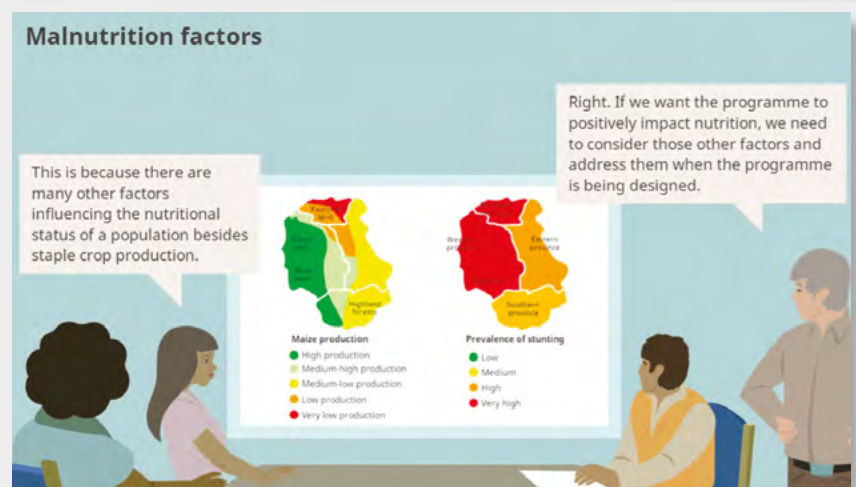 Malnutrition factors
Right. If we want the programme to
positively impact nutrition, we need
to consider those other factors and
address them when the programme
is being designed.
This is because there are
many other factors
influencing the nutritional
status of a population besides
staple crop production.
land
Eastern
province
Highland
forests
Southern
province
Maize production
High production
Medium-high production
Medium-low production
Low production
Very low production
Prevalence of stunting
Low
Medium
High
Very high